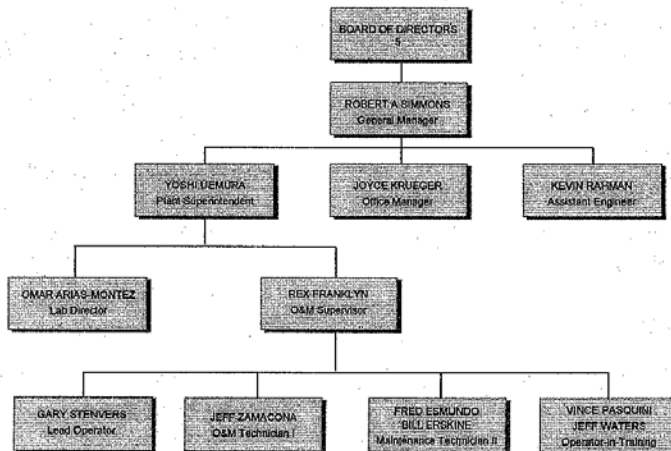 BOARD OF DIRECTORS
5
ROBERT A SIMMONS
General Manager
YOSHI UEMURA
Plant Superintendent
JOYCE KRUEGER
Office Manager
KEVIN RAHMAN
Assistant Engineer
OMAR ARIAS-MONTEZ
Lab Director
REX FRANKLYN
O&M Supervisor
GARY STENVERS
Lead Operator
JEFF ZAMACONA
O&M Technician I
FRED ESMUNDO
BILL ERSKINE
Maintenance Technician II
VINCE PASQUINI
JEFF WATERS
Operator-in-Training